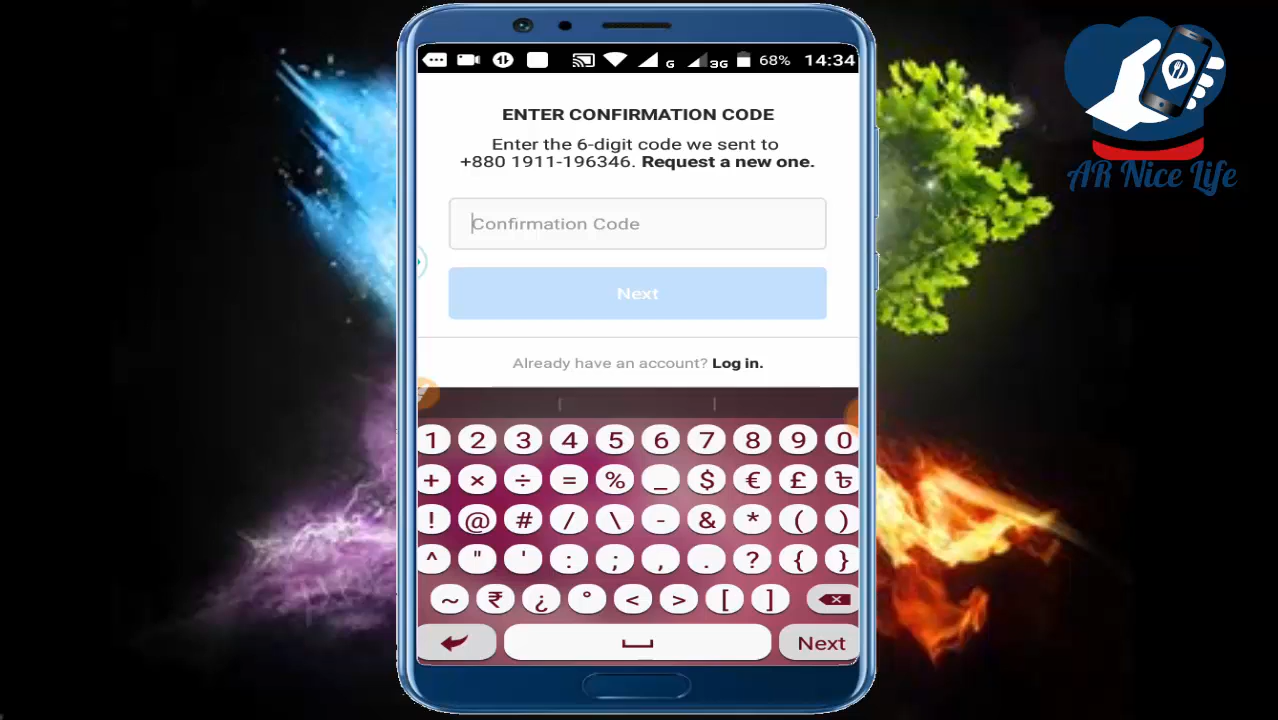 G 3G 68% 14:34
AR Nice Life
ENTER CONFIRMATION CODE
Enter the 6-digit code we sent to
+880 1911-196346. Request a new one.
Confirmation Code
Next
Already have an account? Log in.
1 2 3 4 5 6 7 8 9 0
+ × ÷ = % _ $ € £ ৳
! @ # / \ - & * ( )
^ " ' : ; , . ? { }
~ ₹ ¿ ° < > [ ]
Next